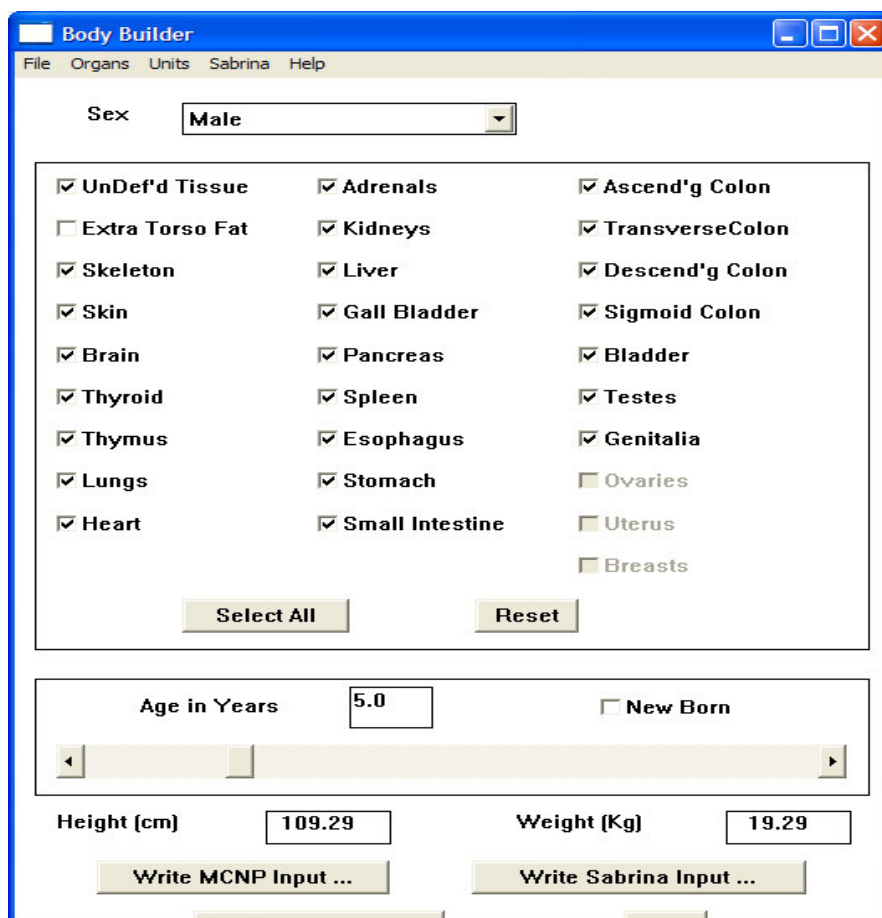 Body Builder
File Organs Units Sabrina Help
Sex Male
UnDef'd Tissue Adrenals Ascend'g Colon
Extra Torso Fat Kidneys TransverseColon
Skeleton Liver Descend'g Colon
Skin Gall Bladder Sigmoid Colon
Brain Pancreas Bladder
Thyroid Spleen Testes
Thymus Esophagus Genitalia
Lungs Stomach Ovaries
Heart Small Intestine Uterus
Breasts
Select All Reset
Age in Years 5.0 New Born
Height (cm) 109.29 Weight (Kg) 19.29
Write MCNP Input ... Write Sabrina Input ...